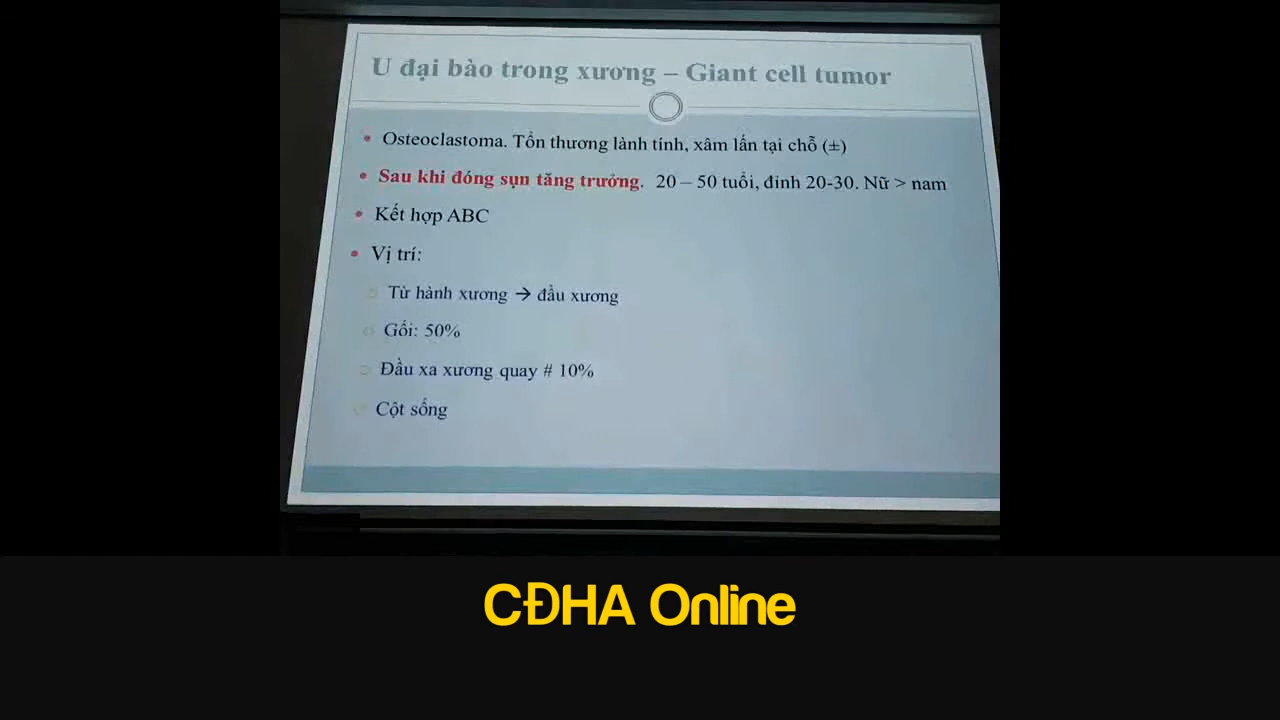 U đại bào trong xương – Giant cell tumor
• Osteoclastoma. Tổn thương lành tính, xâm lấn tại chỗ (±)
• Sau khi đóng sụn tăng trưởng. 20 – 50 tuổi, đỉnh 20-30. Nữ > nam
• Kết hợp ABC
• Vị trí:
○ Từ hành xương → đầu xương
○ Gối: 50%
○ Đầu xa xương quay # 10%
○ Cột sống
CĐHA Online